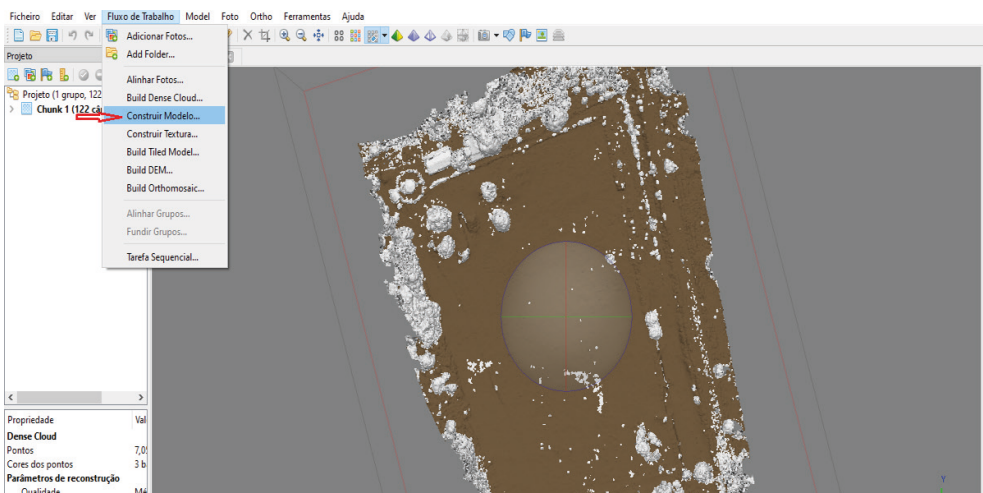 Ficheiro Editar Ver Fluxo de Trabalho Model Foto Ortho Ferramentas Ajuda
Adicionar Fotos...
Projeto
Add Folder...
Alinhar Fotos...
Projeto (1 grupo, 122
Build Dense Cloud...
Chunk 1 (122 câ
Construir Modelo...
Construir Textura...
Build Tiled Model...
Build DEM...
Build Orthomosaic...
Alinhar Grupos...
Fundir Grupos...
Tarefa Sequencial...
Propriedade Val
Dense Cloud
Pontos 7,0
Cores dos pontos 3 b
Parâmetros de reconstrução
Qualidade Mé
Y